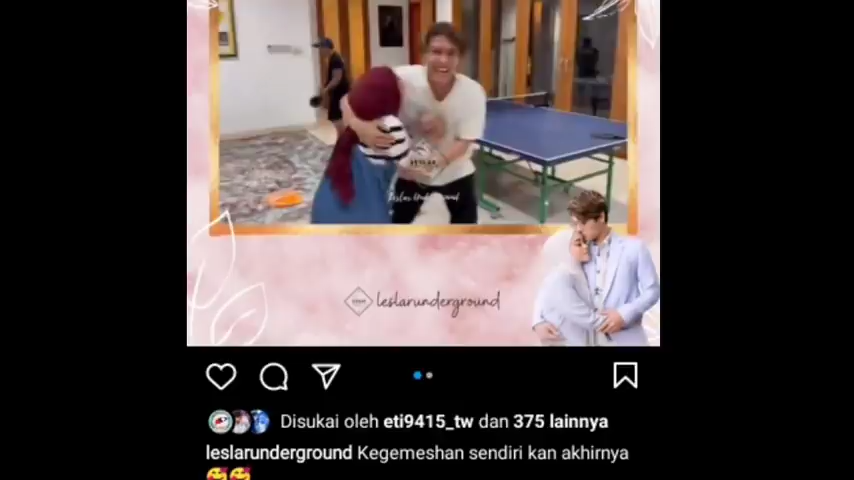 leslarunderground
Disukai oleh eti9415_tw dan 375 lainnya
leslarunderground Kegemeshan sendiri kan akhirnya
🥰🥰